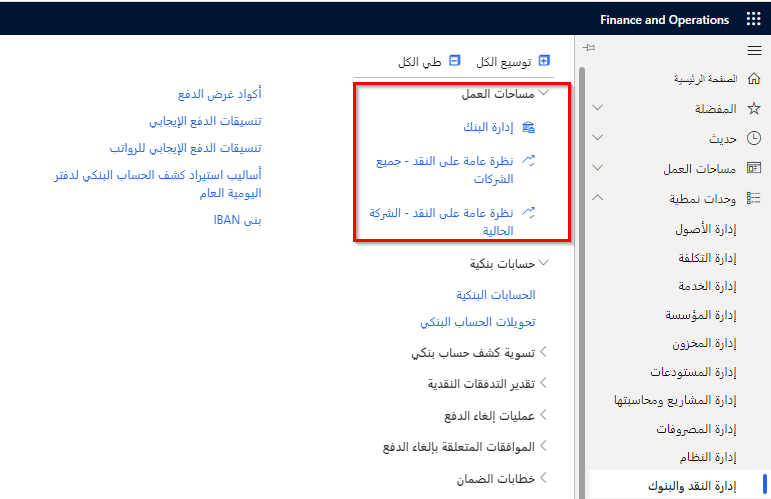 Finance and Operations
الصفحة الرئيسية
المفضلة
حديث
مساحات العمل
وحدات نمطية
إدارة الأصول
إدارة التكلفة
إدارة الخدمة
إدارة المؤسسة
إدارة المخزون
إدارة المستودعات
إدارة المشاريع ومحاسبتها
إدارة المصروفات
إدارة النظام
إدارة النقد والبنوك
توسيع الكل
طي الكل
مساحات العمل
إدارة البنك
نظرة عامة على النقد - جميع
الشركات
نظرة عامة على النقد - الشركة
الحالية
حسابات بنكية
الحسابات البنكية
تحويلات الحساب البنكي
تسوية كشف حساب بنكي
تقدير التدفقات النقدية
عمليات إلغاء الدفع
الموافقات المتعلقة بإلغاء الدفع
خطابات الضمان
أكواد غرض الدفع
تنسيقات الدفع الإيجابي
تنسيقات الدفع الإيجابي للرواتب
أساليب استيراد كشف الحساب البنكي لدفتر
اليومية العام
بنى IBAN